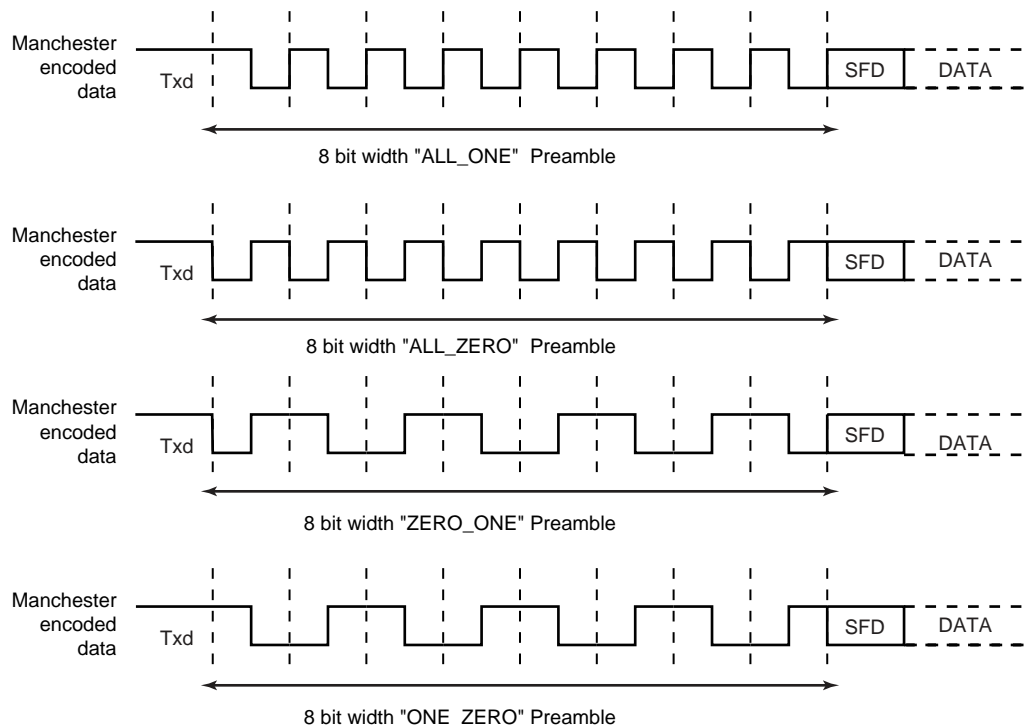 Manchester
encoded
data
Txd
SFD
DATA
8 bit width "ALL_ONE" Preamble
Manchester
encoded
data
Txd
SFD
DATA
8 bit width "ALL_ZERO" Preamble
Manchester
encoded
data
Txd
SFD
DATA
8 bit width "ZERO_ONE" Preamble
Manchester
encoded
data
Txd
SFD
DATA
8 bit width "ONE_ZERO" Preamble